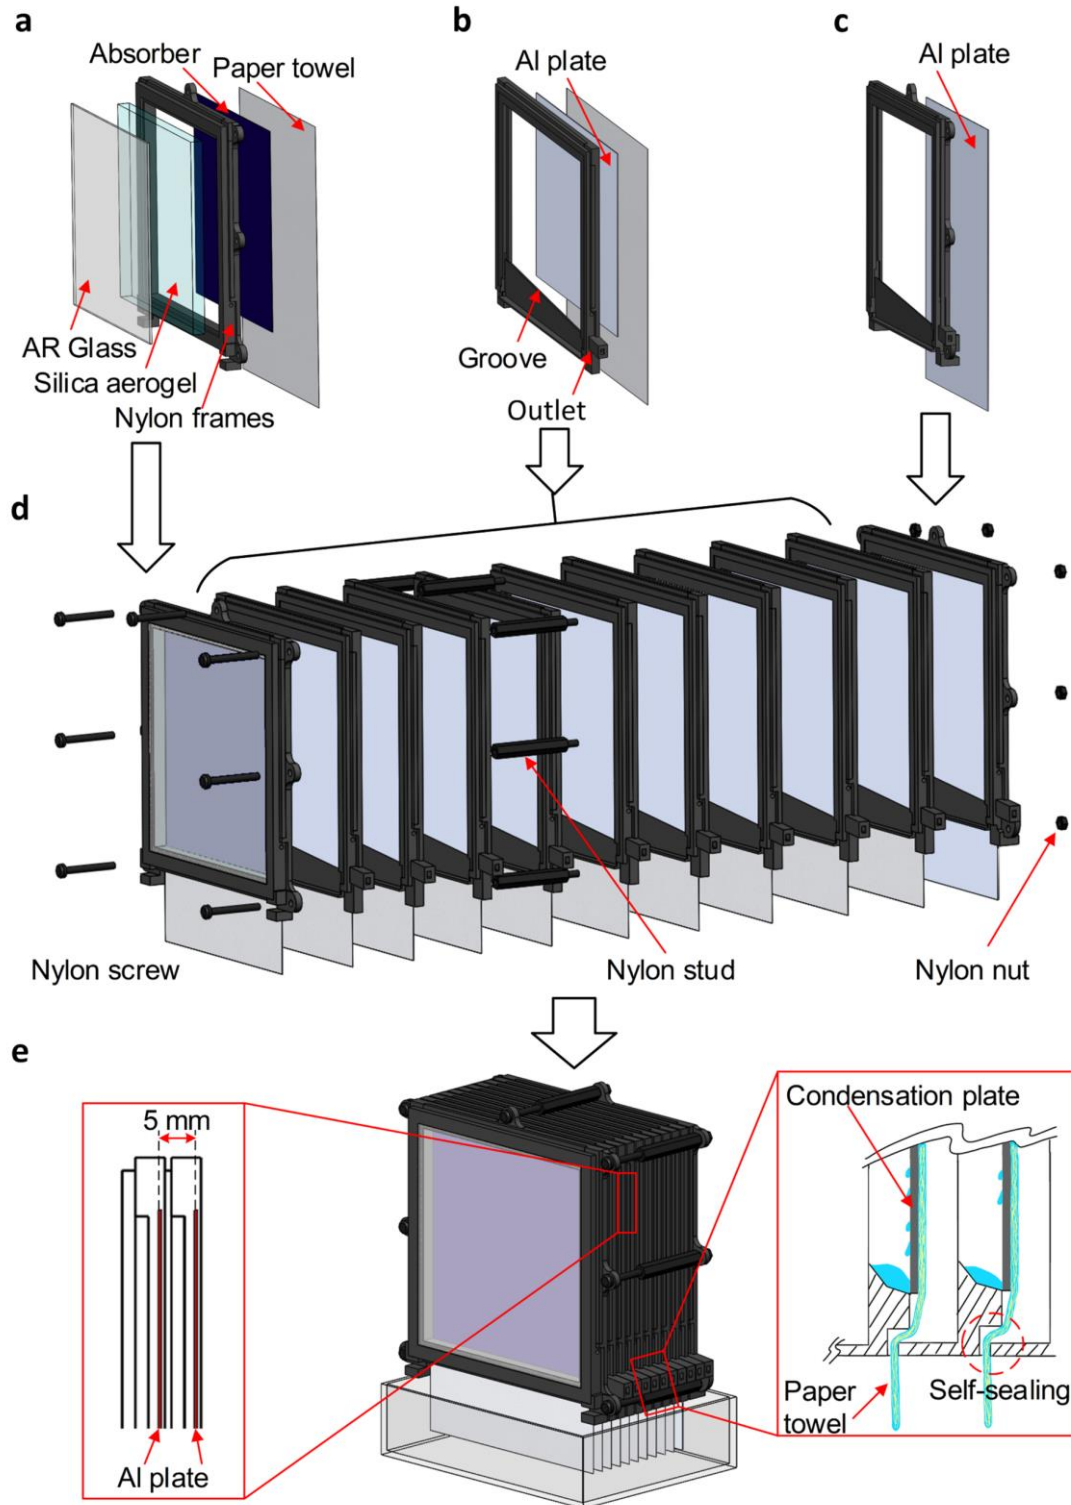 a
b
c
Absorber
Paper towel
Al plate
Al plate
AR Glass
Silica aerogel
Nylon frames
Groove
Outlet
d
Nylon screw
Nylon stud
Nylon nut
e
5 mm
Al plate
Condensation plate
Paper
towel
Self-sealing